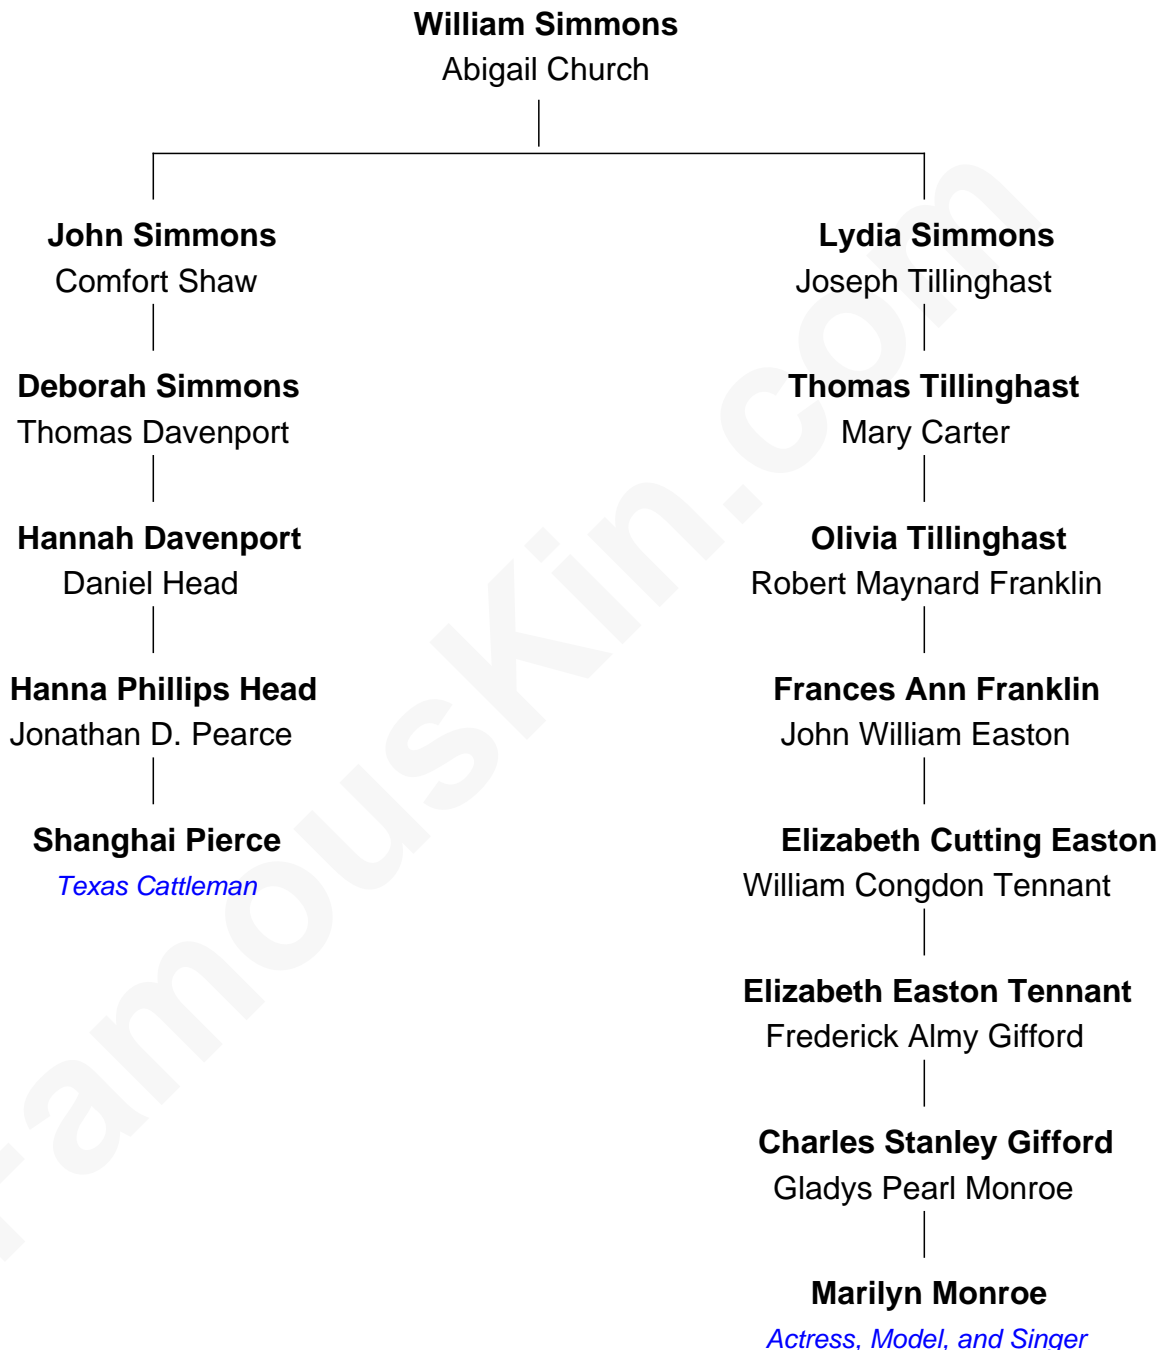 William Simmons
Abigail Church
John Simmons
Comfort Shaw
Deborah Simmons
Thomas Davenport
Hannah Davenport
Daniel Head
Hanna Phillips Head
Jonathan D. Pearce
Shanghai Pierce
Texas Cattleman
Lydia Simmons
Joseph Tillinghast
Thomas Tillinghast
Mary Carter
Olivia Tillinghast
Robert Maynard Franklin
Frances Ann Franklin
John William Easton
Elizabeth Cutting Easton
William Congdon Tennant
Elizabeth Easton Tennant
Frederick Almy Gifford
Charles Stanley Gifford
Gladys Pearl Monroe
Marilyn Monroe
Actress, Model, and Singer
FamousKin.com